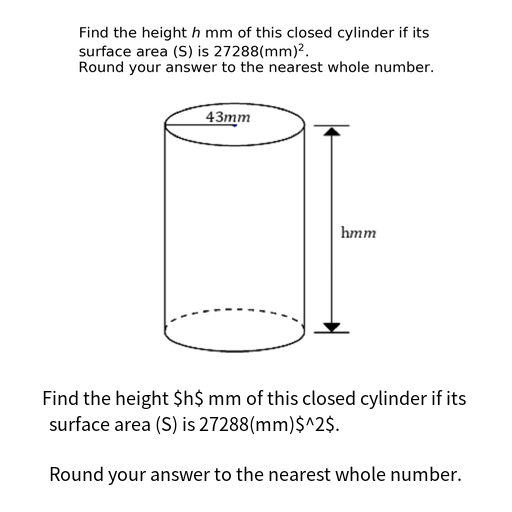 Find the height h mm of this closed cylinder if its
surface area (S) is 27288(mm)².
Round your answer to the nearest whole number.
43mm
hmm
Find the height $h$ mm of this closed cylinder if its
surface area (S) is 27288(mm)$^2$.
Round your answer to the nearest whole number.